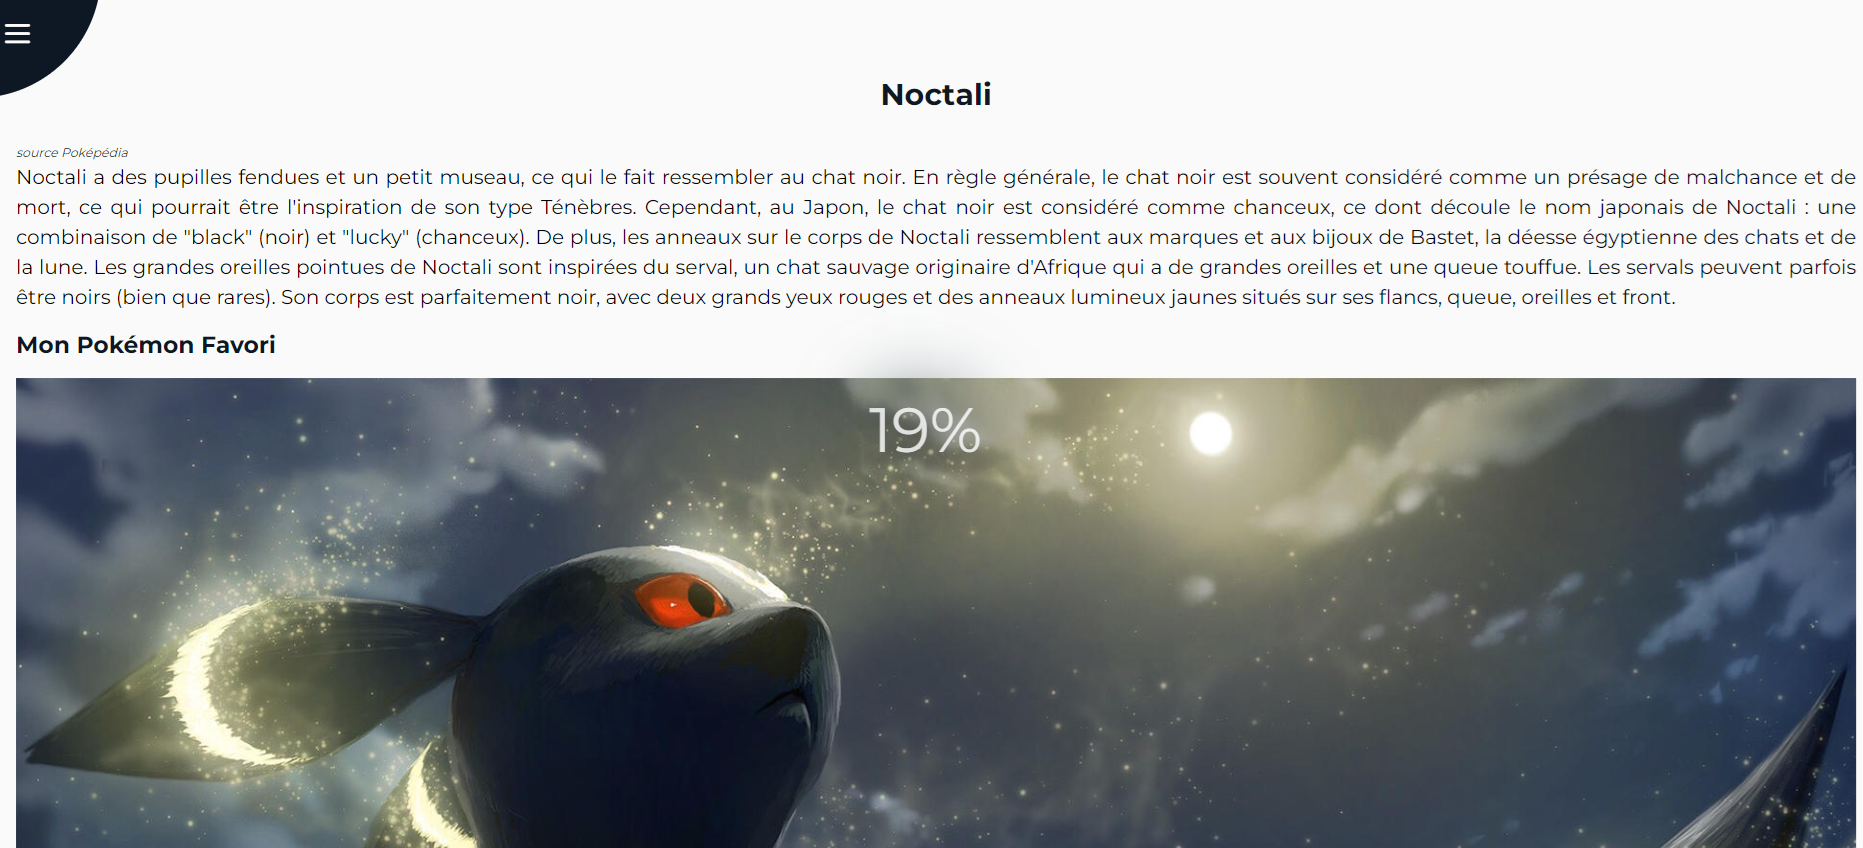 Noctali
source Poképédia
Noctali a des pupilles fendues et un petit museau, ce qui le fait ressembler au chat noir. En règle générale, le chat noir est souvent considéré comme un présage de malchance et de
mort, ce qui pourrait être l'inspiration de son type Ténèbres. Cependant, au Japon, le chat noir est considéré comme chanceux, ce dont découle le nom japonais de Noctali : une
combinaison de "black" (noir) et "lucky" (chanceux). De plus, les anneaux sur le corps de Noctali ressemblent aux marques et aux bijoux de Bastet, la déesse égyptienne des chats et de
la lune. Les grandes oreilles pointues de Noctali sont inspirées du serval, un chat sauvage originaire d'Afrique qui a de grandes oreilles et une queue touffue. Les servals peuvent parfois
être noirs (bien que rares). Son corps est parfaitement noir, avec deux grands yeux rouges et des anneaux lumineux jaunes situés sur ses flancs, queue, oreilles et front.
Mon Pokémon Favori
19%